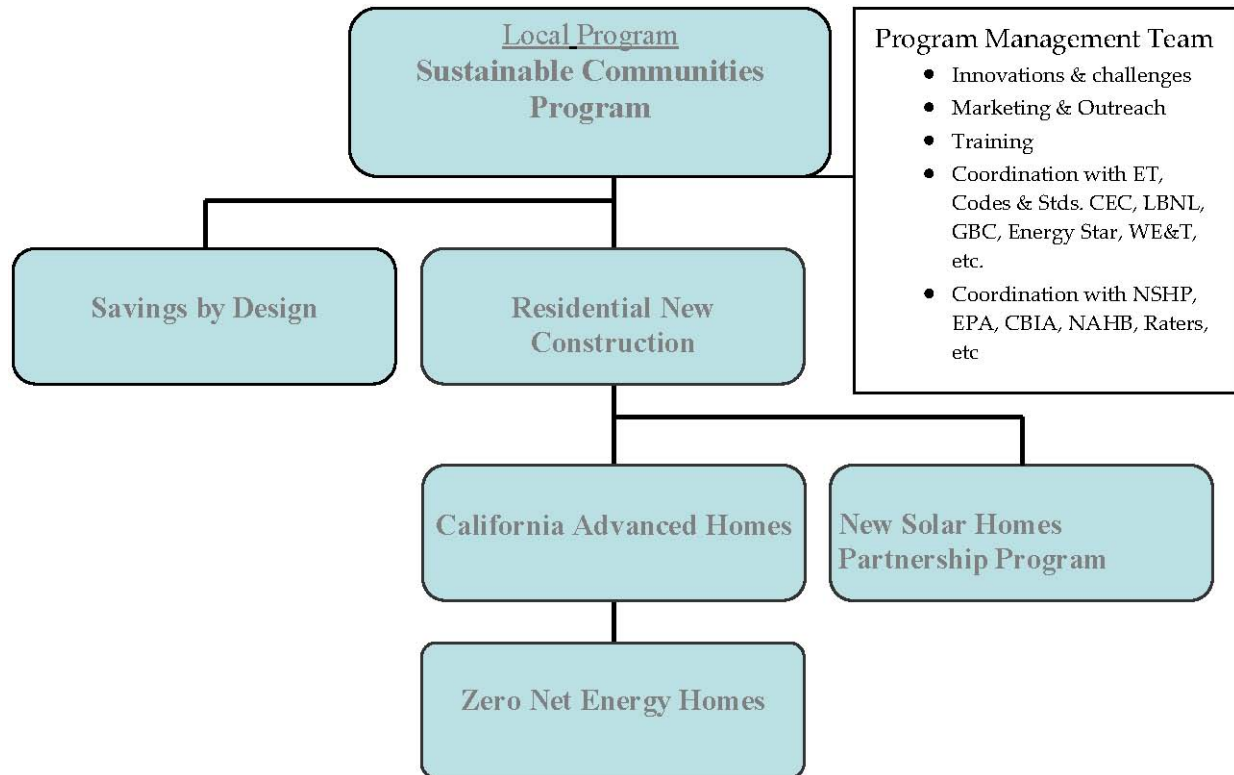 Local Program
Sustainable Communities
Program
Program Management Team
• Innovations & challenges
• Marketing & Outreach
• Training
• Coordination with ET,
Codes & Stds. CEC, LBNL,
GBC, Energy Star, WE&T,
etc.
• Coordination with NSHP,
EPA, CBIA, NAHB, Raters,
etc
Savings by Design
Residential New
Construction
California Advanced Homes
New Solar Homes
Partnership Program
Zero Net Energy Homes